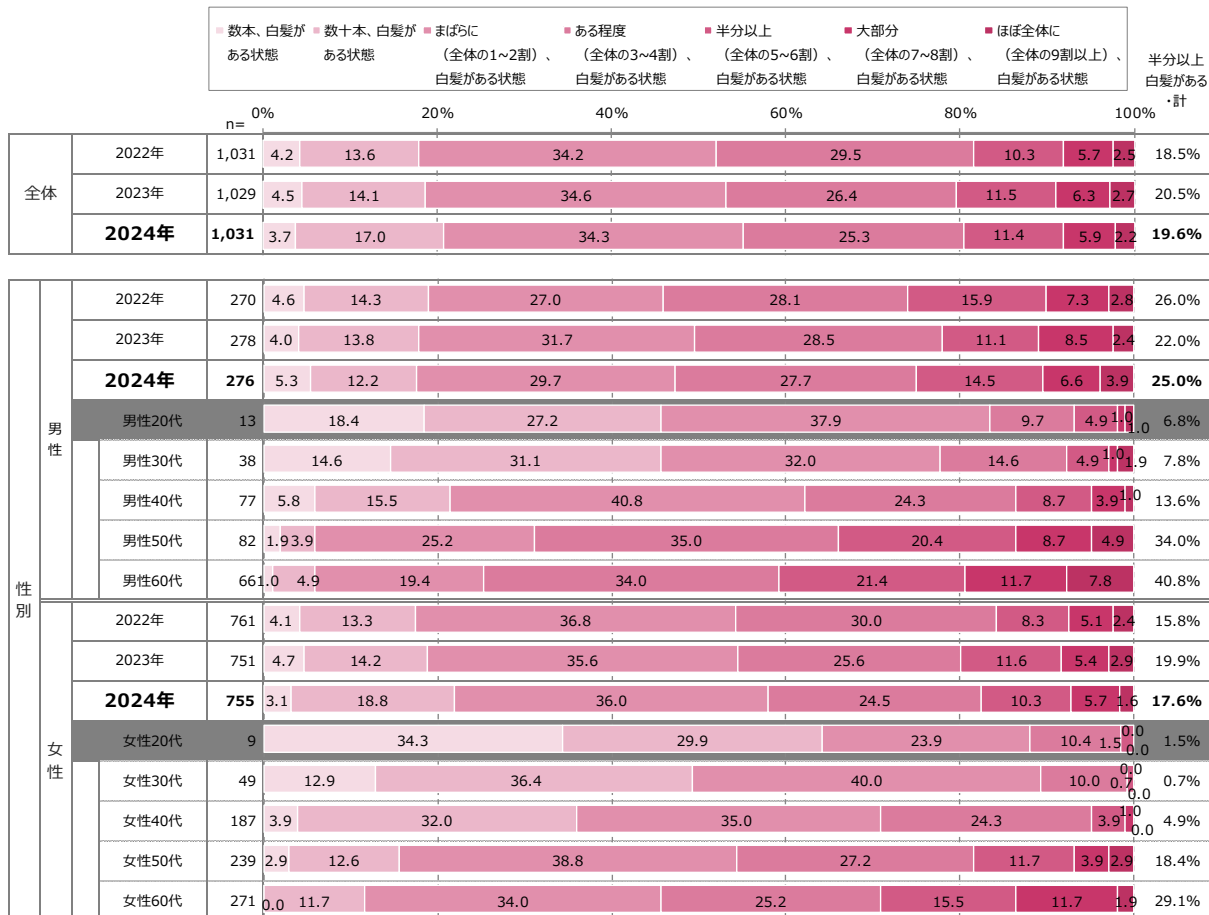 数本、白髪が 数十本、白髪が まばらに ある程度 半分以上 大部分 ほぼ全体に
ある状態 ある状態 （全体の1~2割）、 （全体の3~4割）、 （全体の5~6割）、 （全体の7~8割）、 （全体の9割以上）、
白髪がある状態 白髪がある状態 白髪がある状態 白髪がある状態 白髪がある状態
半分以上
白髪がある
・計
n= 0% 20% 40% 60% 80% 100%
全体
2022年 1,031 4.2 13.6 34.2 29.5 10.3 5.7 2.5 18.5%
2023年 1,029 4.5 14.1 34.6 26.4 11.5 6.3 2.7 20.5%
2024年 1,031 3.7 17.0 34.3 25.3 11.4 5.9 2.2 19.6%
性別
男性
2022年 270 4.6 14.3 27.0 28.1 15.9 7.3 2.8 26.0%
2023年 278 4.0 13.8 31.7 28.5 11.1 8.5 2.4 22.0%
2024年 276 5.3 12.2 29.7 27.7 14.5 6.6 3.9 25.0%
男性20代 13 18.4 27.2 37.9 9.7 4.9 1.0 1.0 6.8%
男性30代 38 14.6 31.1 32.0 14.6 4.9 1.0 1.9 7.8%
男性40代 77 5.8 15.5 40.8 24.3 8.7 3.9 1.0 13.6%
男性50代 82 1.9 3.9 25.2 35.0 20.4 8.7 4.9 34.0%
男性60代 66 1.0 4.9 19.4 34.0 21.4 11.7 7.8 40.8%
女性
2022年 761 4.1 13.3 36.8 30.0 8.3 5.1 2.4 15.8%
2023年 751 4.7 14.2 35.6 25.6 11.6 5.4 2.9 19.9%
2024年 755 3.1 18.8 36.0 24.5 10.3 5.7 1.6 17.6%
女性20代 9 34.3 29.9 23.9 10.4 1.5 0.0 0.0 1.5%
女性30代 49 12.9 36.4 40.0 10.0 0.7 0.0 0.0 0.7%
女性40代 187 3.9 32.0 35.0 24.3 3.9 1.0 0.0 4.9%
女性50代 239 2.9 12.6 38.8 27.2 11.7 3.9 2.9 18.4%
女性60代 271 0.0 11.7 34.0 25.2 15.5 11.7 1.9 29.1%